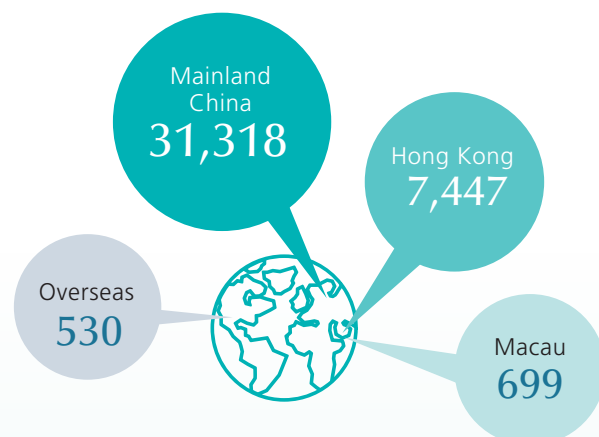 Mainland
China
31,318
Hong Kong
7,447
Overseas
530
Macau
699